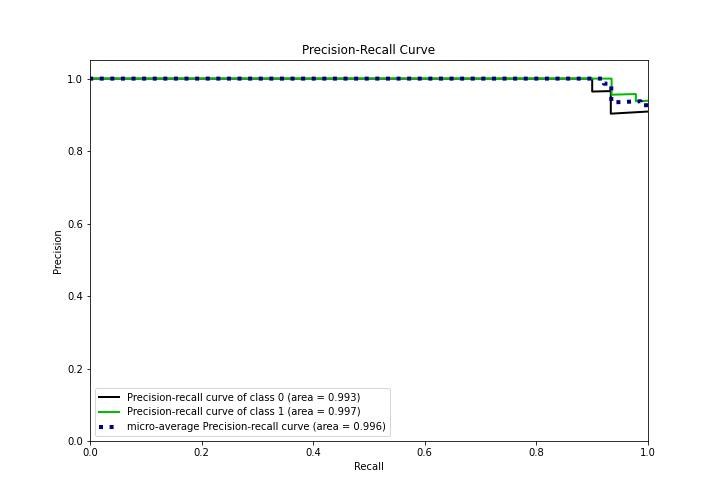 Precision-Recall Curve
1.0
0.8
0.6
0.4
0.2
0.0
Precision
Precision-recall curve of class 0 (area = 0.993)
Precision-recall curve of class 1 (area = 0.997)
micro-average Precision-recall curve (area = 0.996)
0.0 0.2 0.4 0.6 0.8 1.0
Recall